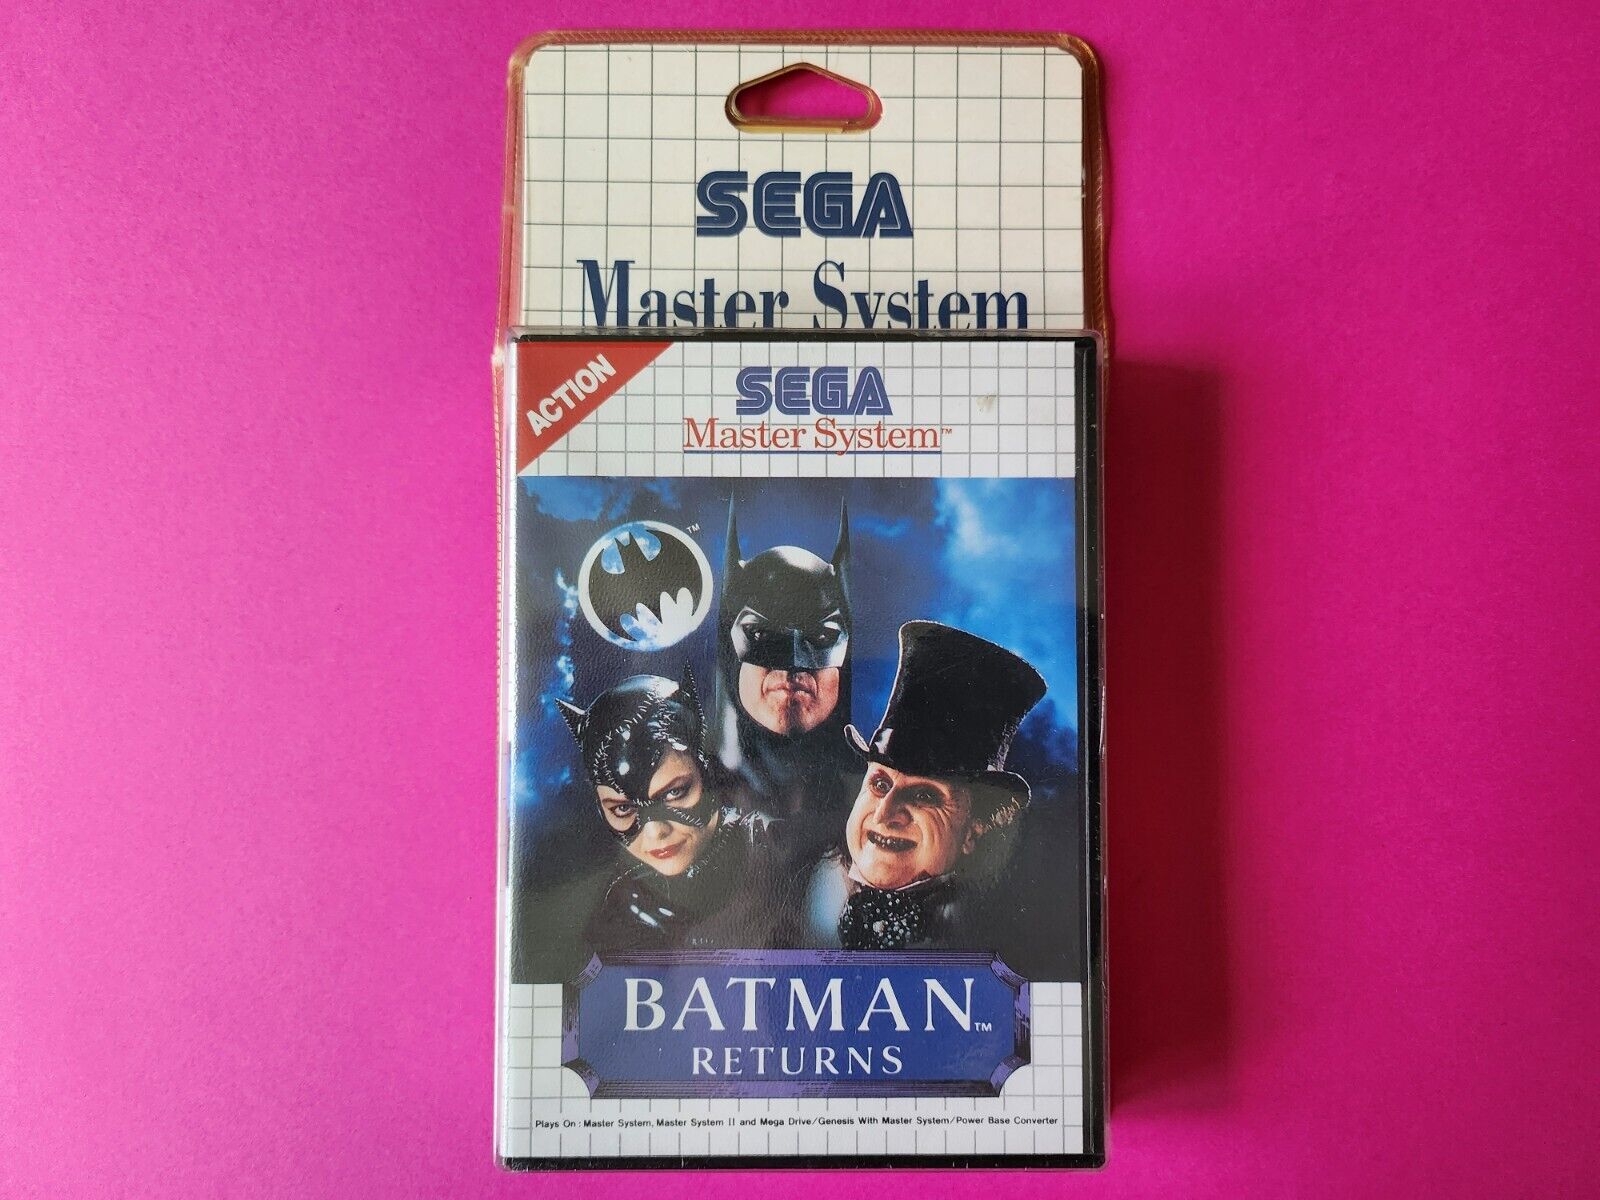 SEGA
Master System
ACTION
SEGA
Master System™
™
BATMAN™
RETURNS
Plays On : Master System, Master System II and Mega Drive/Genesis With Master System/Power Base Converter